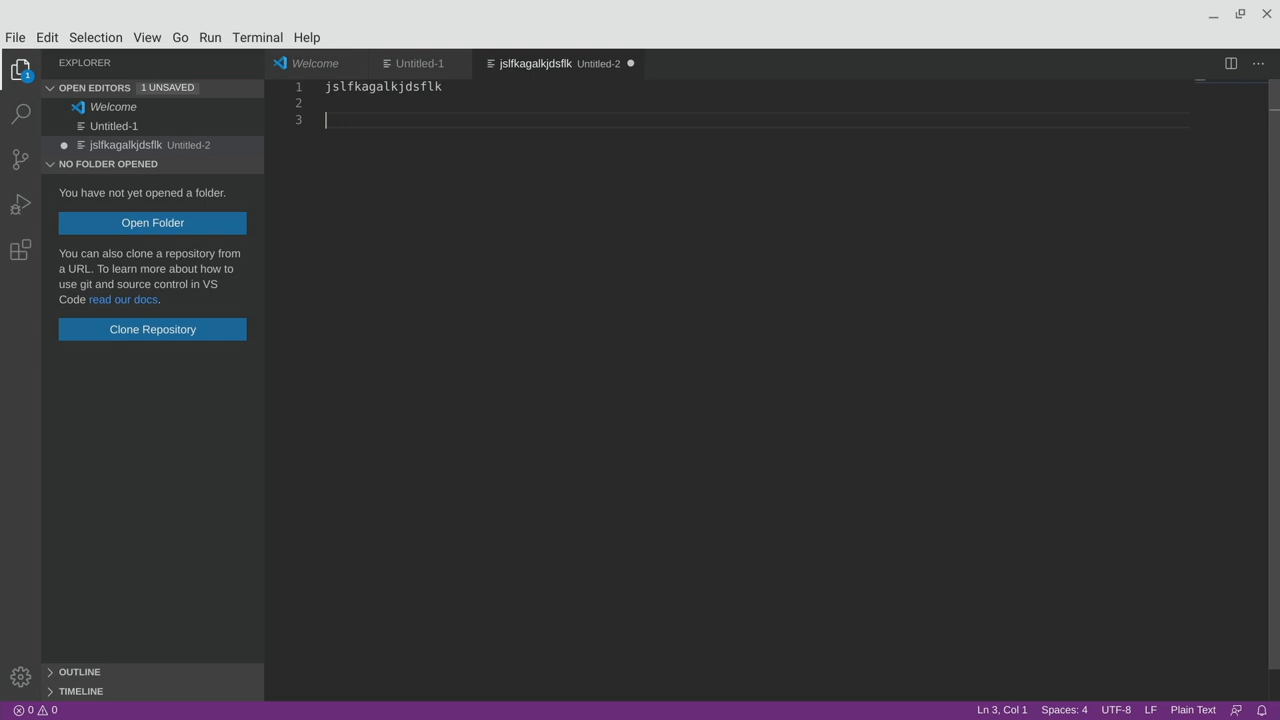 File Edit Selection View Go Run Terminal Help
EXPLORER
1
OPEN EDITORS 1 UNSAVED
Welcome
Untitled-1
jslfkagalkjdsflk Untitled-2
NO FOLDER OPENED
You have not yet opened a folder.
Open Folder
You can also clone a repository from
a URL. To learn more about how to
use git and source control in VS
Code read our docs.
Clone Repository
OUTLINE
TIMELINE
Welcome Untitled-1 jslfkagalkjdsflk Untitled-2
1 jslfkagalkjdsflk
2
3
0 0 Ln 3, Col 1 Spaces: 4 UTF-8 LF Plain Text